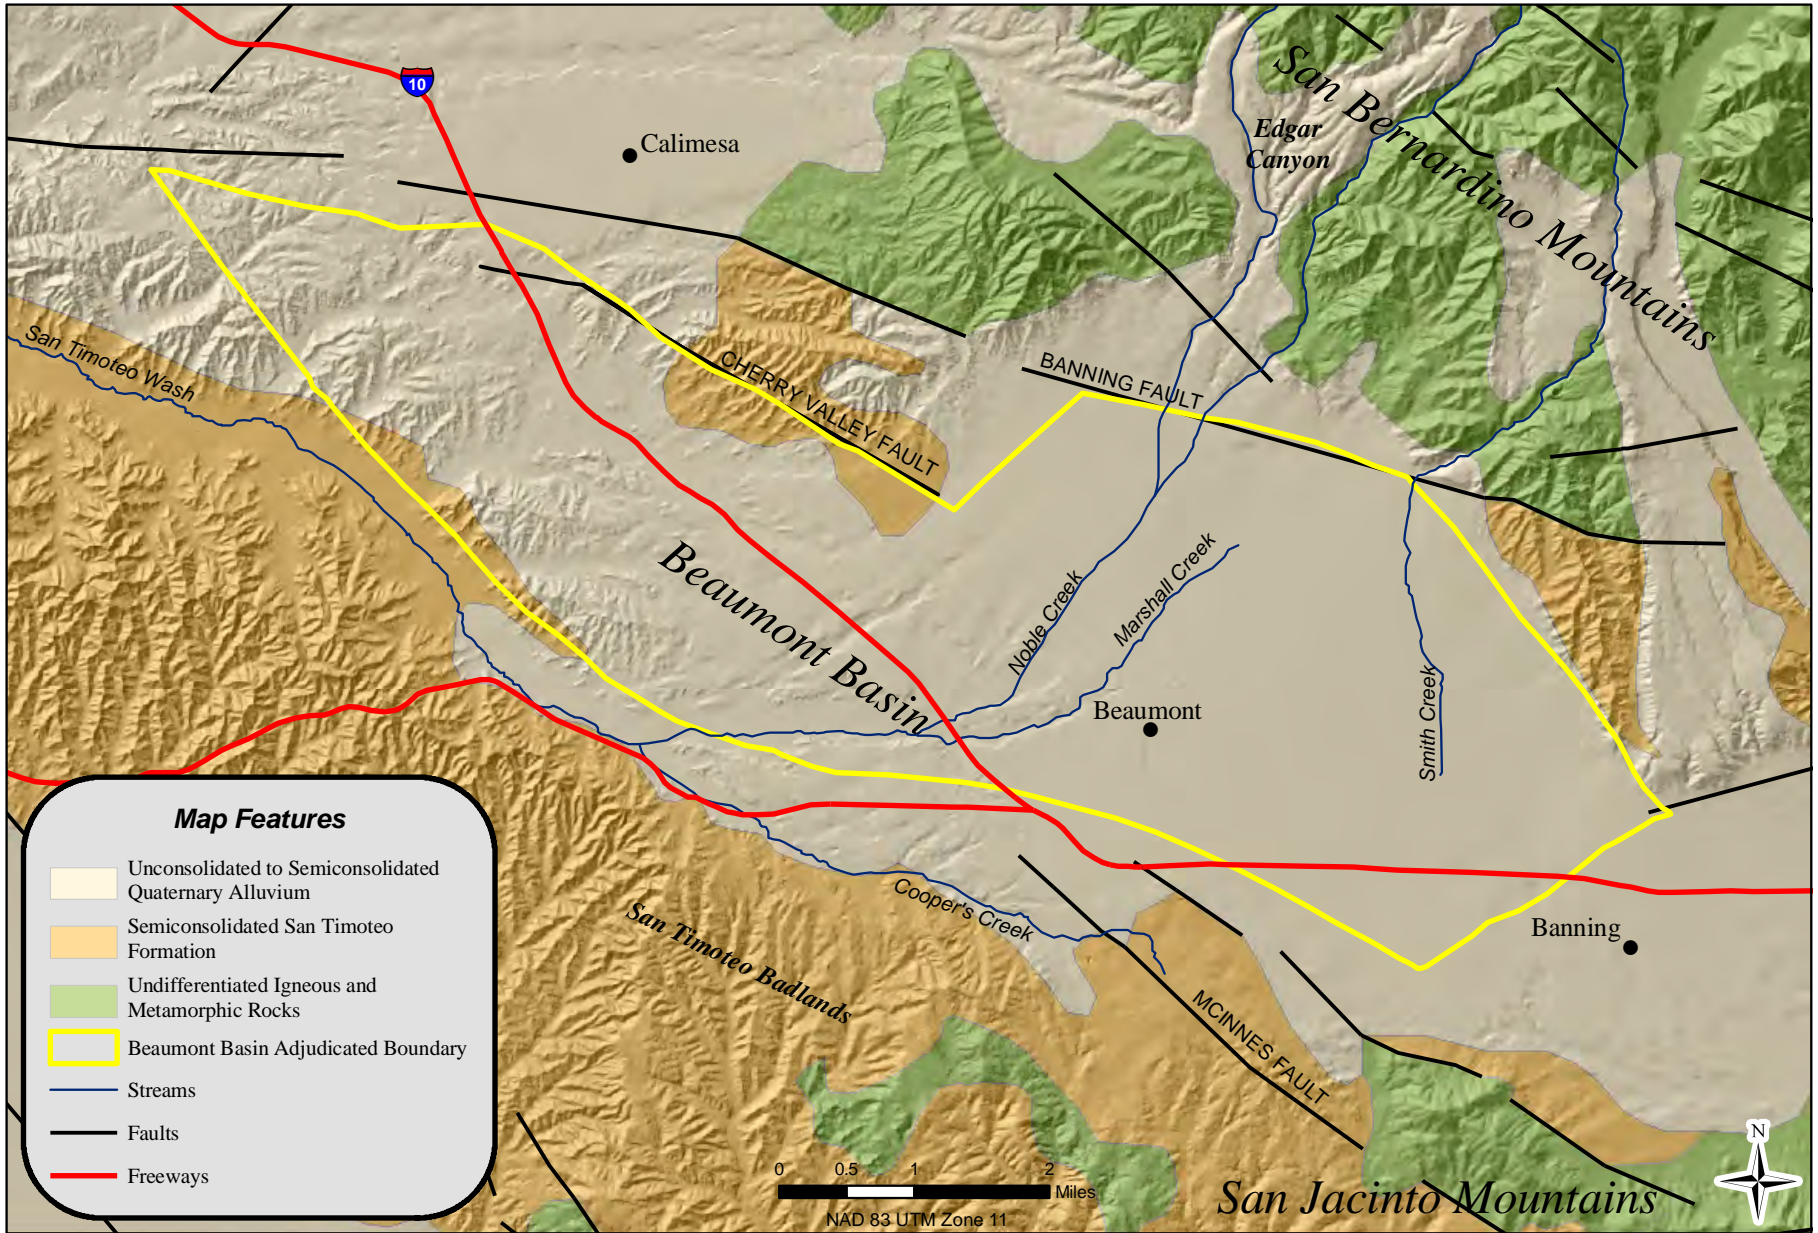 10
Calimesa
San Bernardino Mountains
Edgar
Canyon
San Timoteo Wash
CHERRY VALLEY FAULT
BANNING FAULT
Beaumont Basin
Noble Creek
Marshall Creek
Beaumont
Smith Creek
Cooper's Creek
San Timoteo Badlands
Banning
MCINNES FAULT
San Jacinto Mountains
Map Features
Unconsolidated to Semiconsolidated
Quaternary Alluvium
Semiconsolidated San Timoteo
Formation
Undifferentiated Igneous and
Metamorphic Rocks
Beaumont Basin Adjudicated Boundary
Streams
Faults
Freeways
0 0.5 1 2
Miles
NAD 83 UTM Zone 11
N